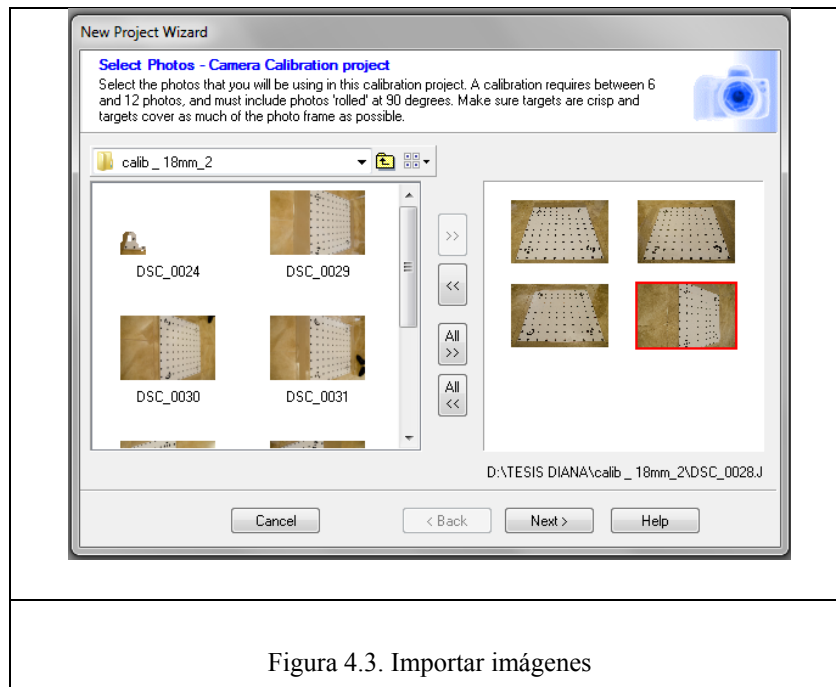 New Project Wizard
Select Photos - Camera Calibration project
Select the photos that you will be using in this calibration project. A calibration requires between 6
and 12 photos, and must include photos 'rolled' at 90 degrees. Make sure targets are crisp and
targets cover as much of the photo frame as possible.
calib _ 18mm_2
DSC_0024
DSC_0029
>>
<<
DSC_0030
DSC_0031
All
>>
All
<<
D:\TESIS DIANA\calib _ 18mm_2\DSC_0028.J
Cancel
< Back
Next >
Help
Figura 4.3. Importar imágenes